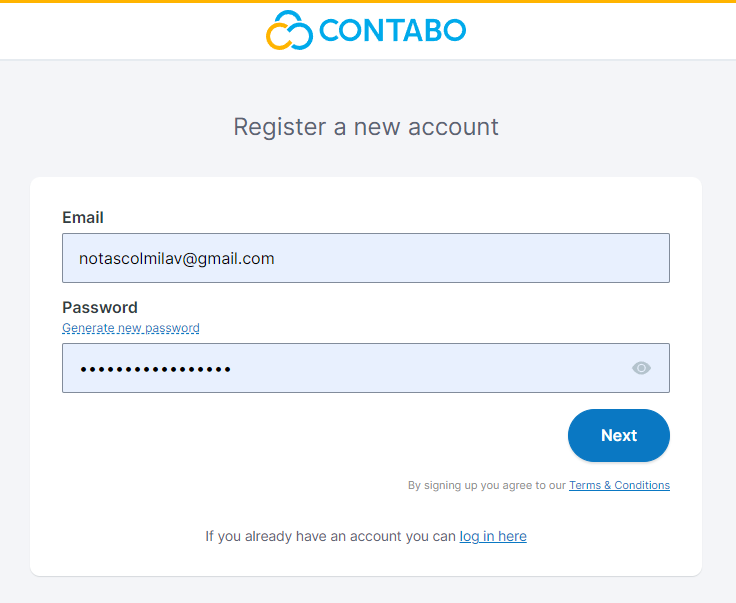 CONTABO
Register a new account
Email
notascolmilav@gmail.com
Password
Generate new password
•••••••••••••••••
Next
By signing up you agree to our Terms & Conditions
If you already have an account you can log in here